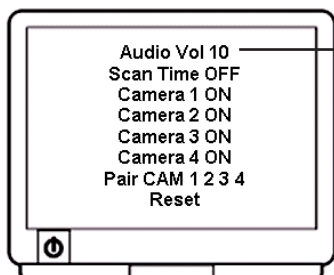 Audio Vol 10
Scan Time OFF
Camera 1 ON
Camera 2 ON
Camera 3 ON
Camera 4 ON
Pair CAM 1 2 3 4
Reset